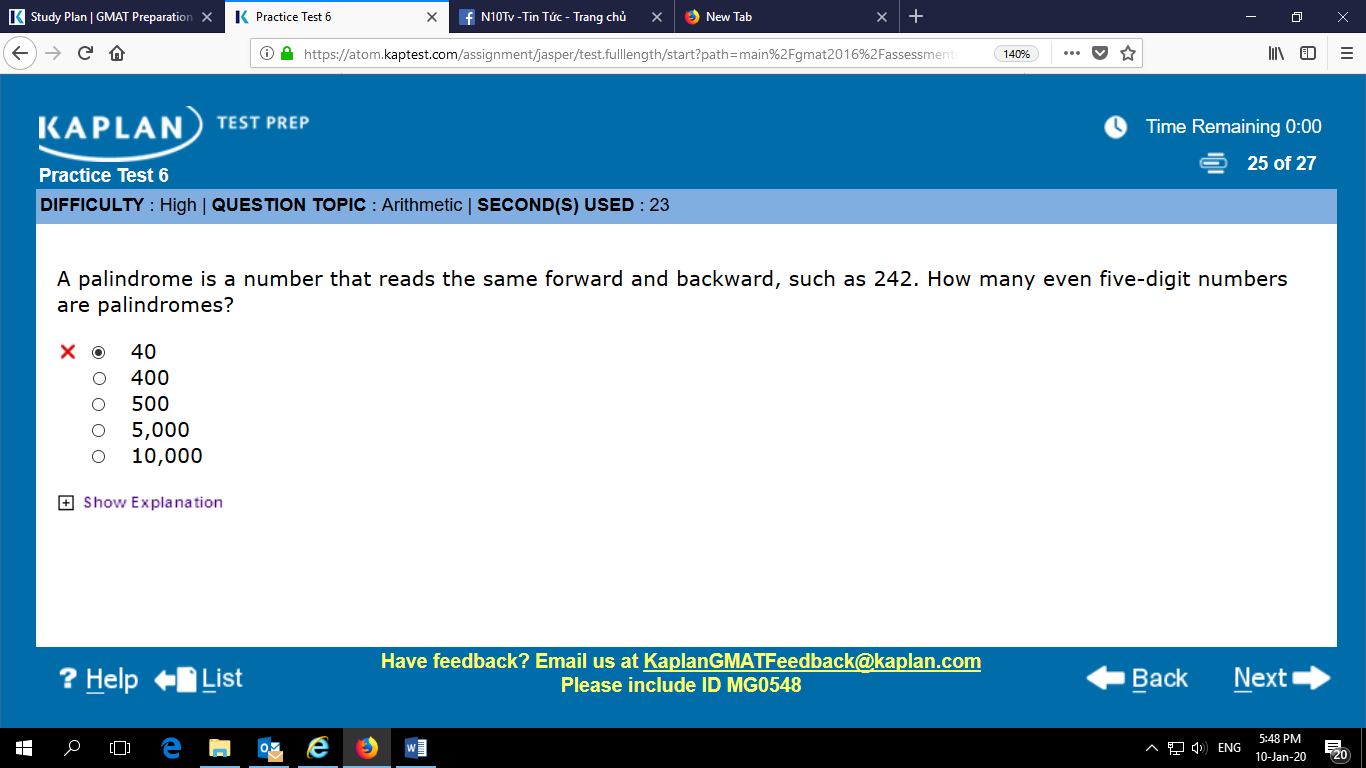 Study Plan | GMAT Preparation
Practice Test 6
N10Tv -Tin Tức - Trang chủ
New Tab
https://atom.kaptest.com/assignment/jasper/test.fulllength/start?path=main%2Fgmat2016%2Fassessment
140%
KAPLAN TEST PREP
Time Remaining 0:00
Practice Test 6
25 of 27
DIFFICULTY : High | QUESTION TOPIC : Arithmetic | SECOND(S) USED : 23
A palindrome is a number that reads the same forward and backward, such as 242. How many even five-digit numbers
are palindromes?
40
400
500
5,000
10,000
Show Explanation
Have feedback? Email us at KaplanGMATFeedback@kaplan.com
Please include ID MG0548
? Help
List
Back
Next
ENG
5:48 PM
10-Jan-20
20